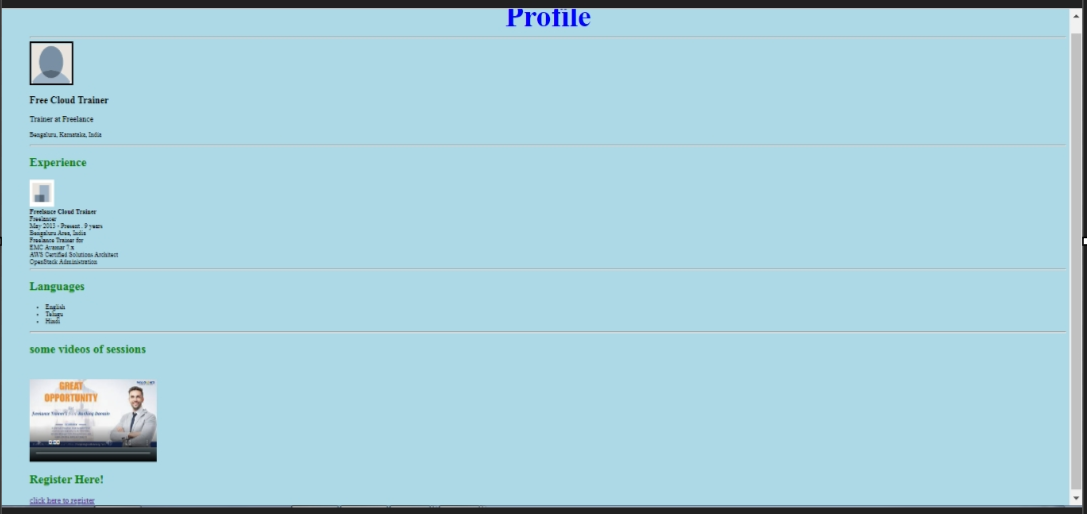 Profile
Free Cloud Trainer
Trainer at Freelance
Bengaluru, Karnataka, India
Experience
Freelance Cloud Trainer
Freelancer
May 2015 - Present . 9 years
Bengaluru Area, India
Freelance Trainer for
EMC Avamar 7.x
AWS Certified Solutions Architect
OpenStack Administration
Languages
English
Telugu
Hindi
some videos of sessions
GREAT
OPPORTUNITY
0:00
Register Here!
click here to register